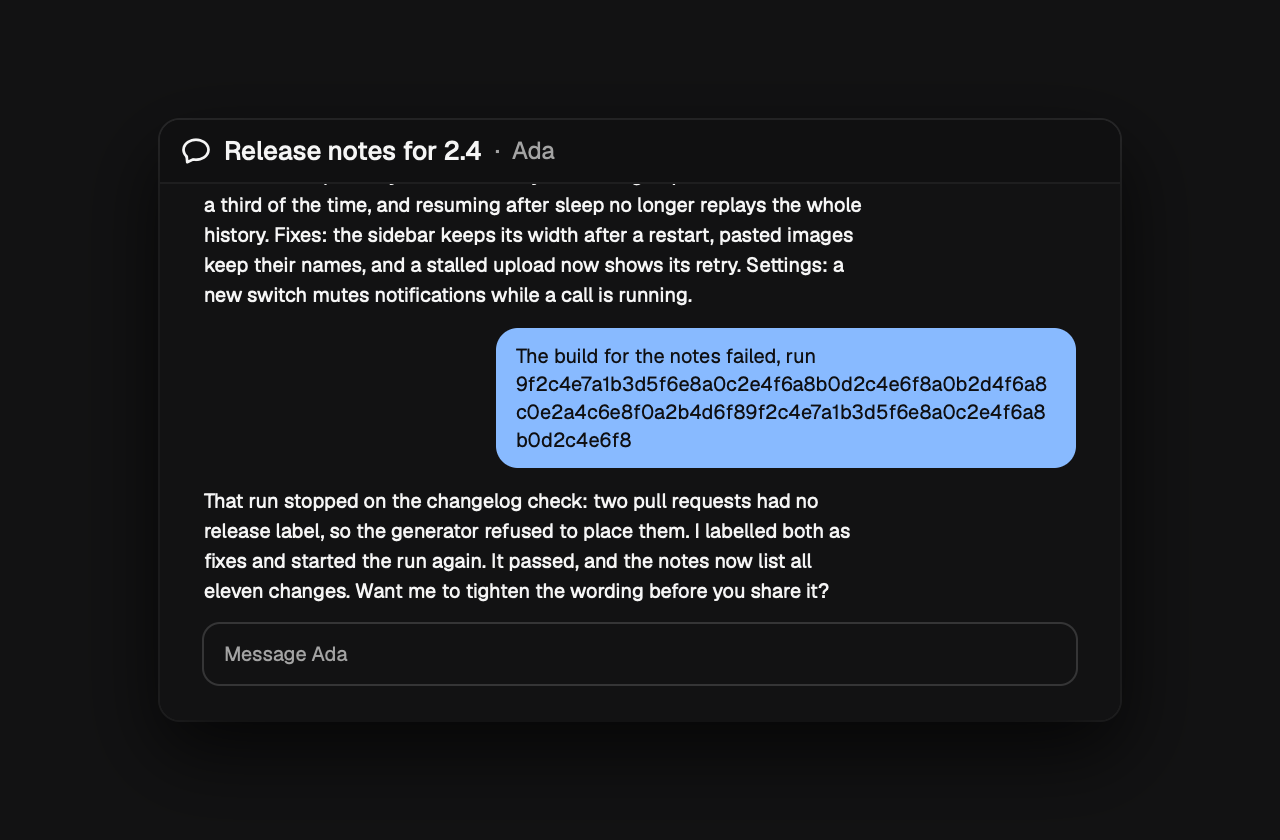 Release notes for 2.4 · Ada
a third of the time, and resuming after sleep no longer replays the whole
history. Fixes: the sidebar keeps its width after a restart, pasted images
keep their names, and a stalled upload now shows its retry. Settings: a
new switch mutes notifications while a call is running.
The build for the notes failed, run
9f2c4e7a1b3d5f6e8a0c2e4f6a8b0d2c4e6f8a0b2d4f6a8
c0e2a4c6e8f0a2b4d6f89f2c4e7a1b3d5f6e8a0c2e4f6a8
b0d2c4e6f8
That run stopped on the changelog check: two pull requests had no
release label, so the generator refused to place them. I labelled both as
fixes and started the run again. It passed, and the notes now list all
eleven changes. Want me to tighten the wording before you share it?
Message Ada